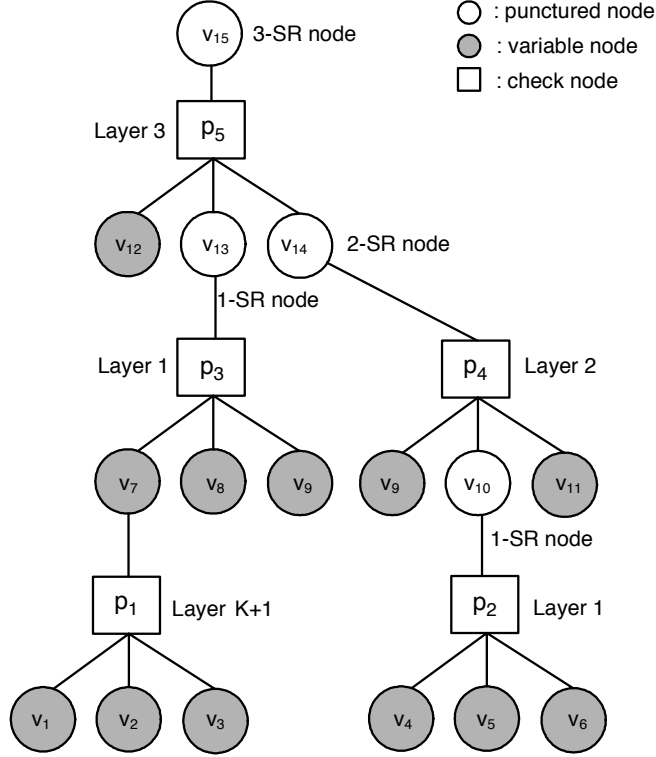 v15 3-SR node
: punctured node
: variable node
: check node
Layer 3 p5
v12 v13 v14 2-SR node
1-SR node
Layer 1 p3 p4 Layer 2
v7 v8 v9 v9 v10 v11
1-SR node
p1 Layer K+1 p2 Layer 1
v1 v2 v3 v4 v5 v6